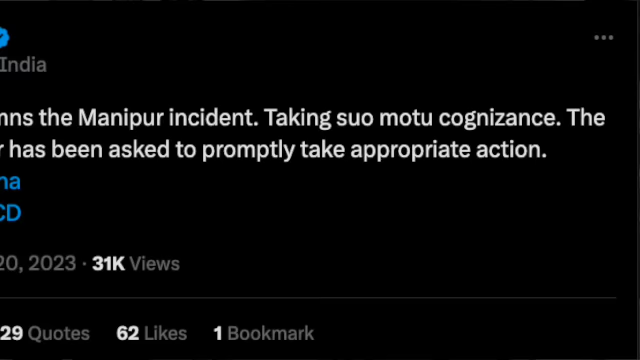 India
mns the Manipur incident. Taking suo motu cognizance. The
r has been asked to promptly take appropriate action.
na
CD
20, 2023 · 31K Views
29 Quotes 62 Likes 1 Bookmark